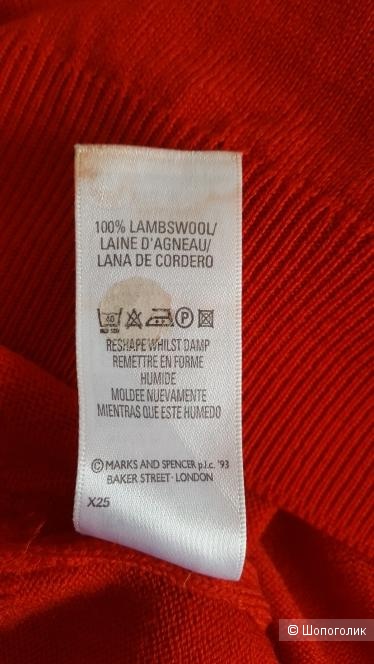 100% LAMBSWOOL/
LAINE D'AGNEAU/
LANA DE CORDERO
40
RESHAPE WHILST DAMP
REMETTRE EN FORME
HUMIDE
MOLDEE NUEVAMENTE
MIENTRAS QUE ESTE HUMEDO
© MARKS AND SPENCER p.l.c. '93
BAKER STREET · LONDON
X25
© Шопоголик